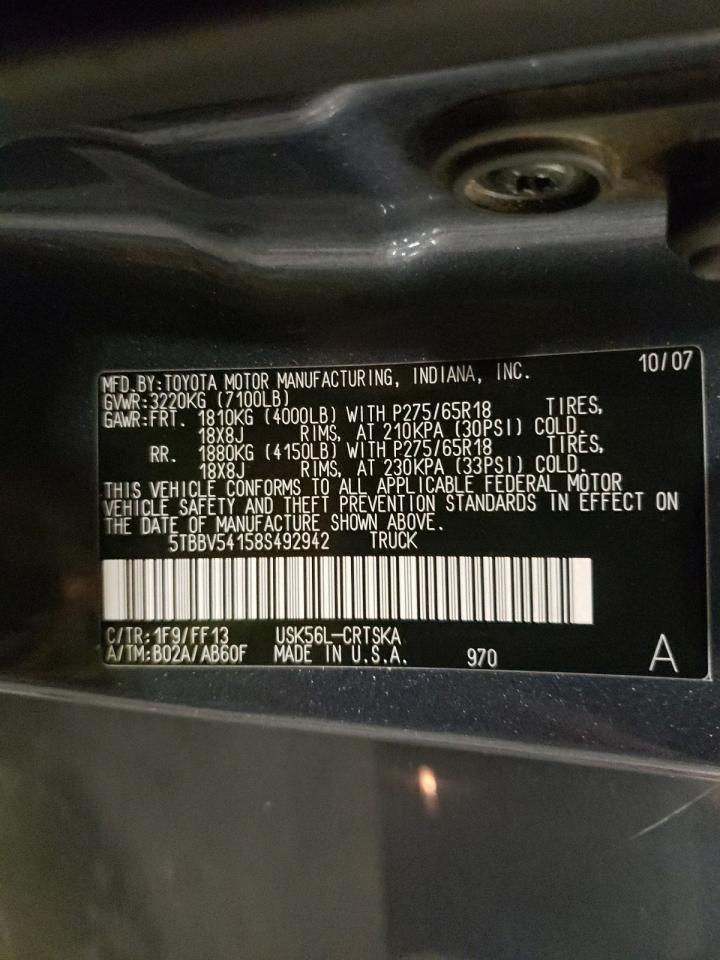 10/07
MFD.BY:TOYOTA MOTOR MANUFACTURING, INDIANA, INC.
GVWR:3220KG (7100LB)
GAWR:FRT. 1810KG (4000LB) WITH P275/65R18 TIRES,
18X8J RIMS, AT 210KPA (30PSI) COLD.
RR. 1880KG (4150LB) WITH P275/65R18 TIRES,
18X8J RIMS, AT 230KPA (33PSI) COLD.
THIS VEHICLE CONFORMS TO ALL APPLICABLE FEDERAL MOTOR
VEHICLE SAFETY AND THEFT PREVENTION STANDARDS IN EFFECT ON
THE DATE OF MANUFACTURE SHOWN ABOVE.
5TBBV54158S492942 TRUCK
C/TR:1F9/FF13 USK56L-CRTSKA
A/TM:B02A/AB60F MADE IN U.S.A. 970 A